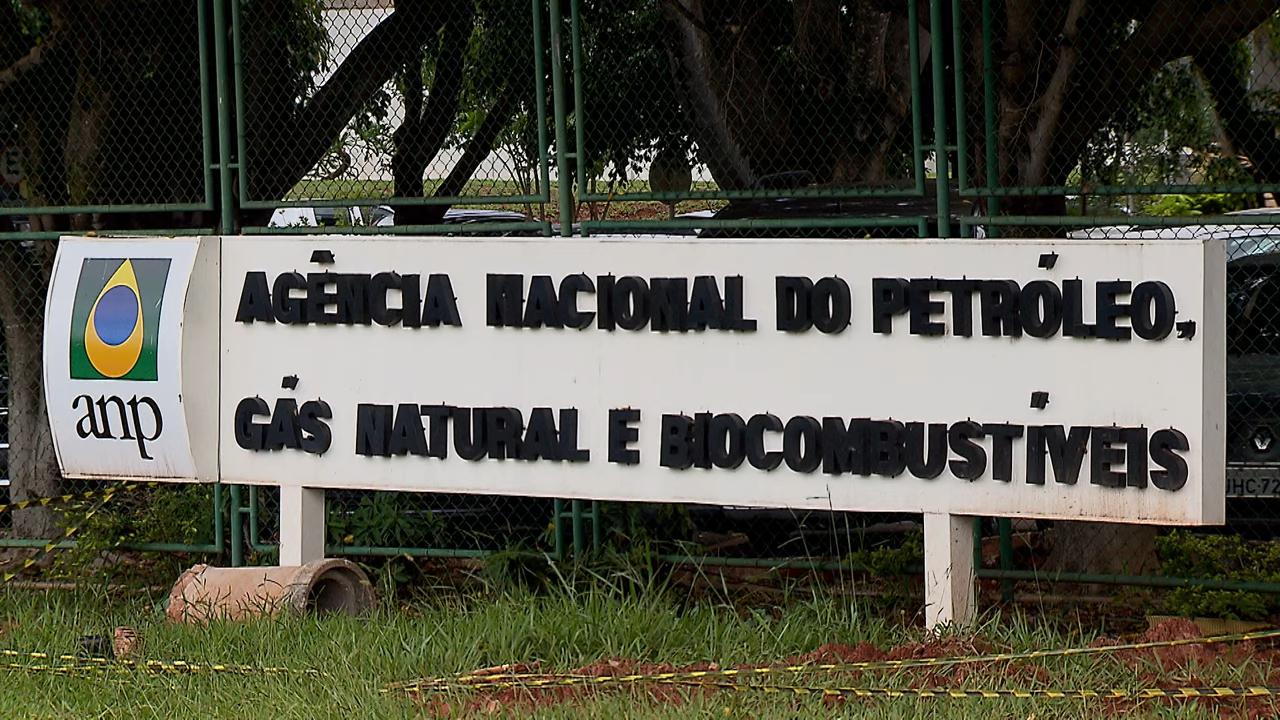 AGÊNCIA NACIONAL DO PETRÓLEO,
GÁS NATURAL E BIOCOMBUSTÍVEIS
anp